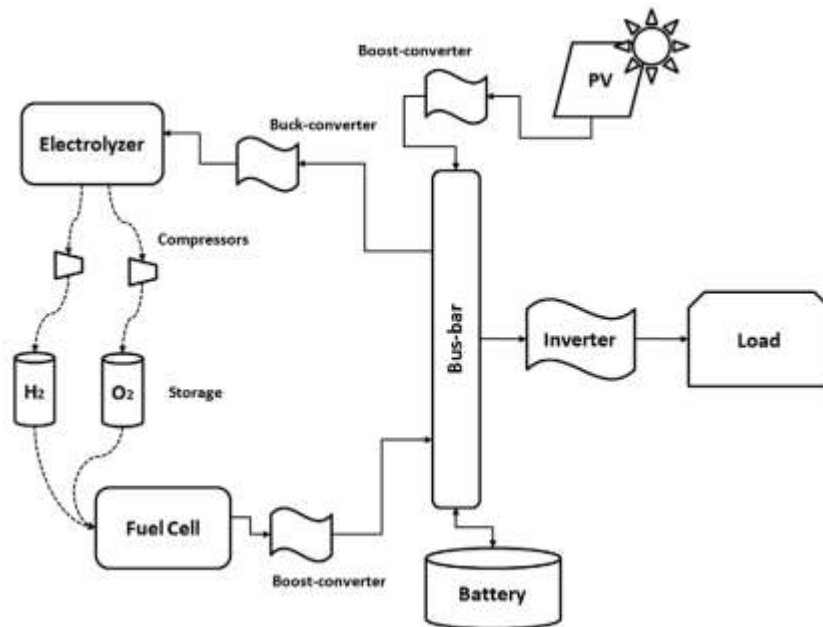 Boost-converter
PV
Electrolyzer
Buck-converter
Compressors
Bus-bar
Inverter
Load
H2
O2
Storage
Fuel Cell
Boost-converter
Battery